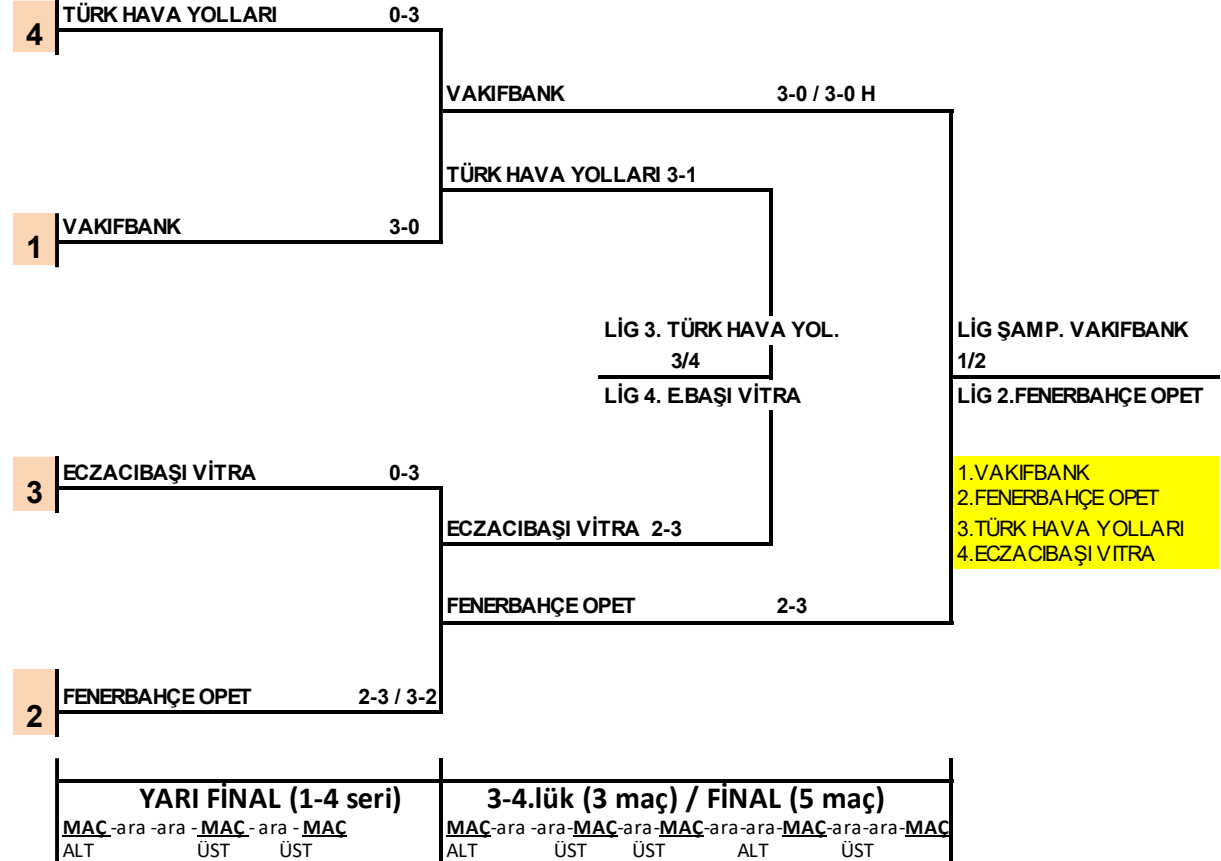 4 TÜRK HAVA YOLLARI 0-3
VAKIFBANK 3-0 / 3-0 H
TÜRK HAVA YOLLARI 3-1
1 VAKIFBANK 3-0
LİG 3. TÜRK HAVA YOL.
3/4
LİG 4. E.BAŞI VİTRA
LİG ŞAMP. VAKIFBANK
1/2
LİG 2.FENERBAHÇE OPET
3 ECZACIBAŞI VİTRA 0-3
1.VAKIFBANK
2.FENERBAHÇE OPET
3.TÜRK HAVA YOLLARI
4.ECZACIBAŞI VITRA
ECZACIBAŞI VİTRA 2-3
FENERBAHÇE OPET 2-3
2 FENERBAHÇE OPET 2-3 / 3-2
YARI FİNAL (1-4 seri)
MAÇ-ara -ara - MAÇ - ara - MAÇ
ALT ÜST ÜST
3-4.lük (3 maç) / FİNAL (5 maç)
MAÇ-ara -ara-MAÇ-ara-MAÇ-ara-ara-MAÇ-ara-ara-MAÇ
ALT ÜST ÜST ALT ÜST